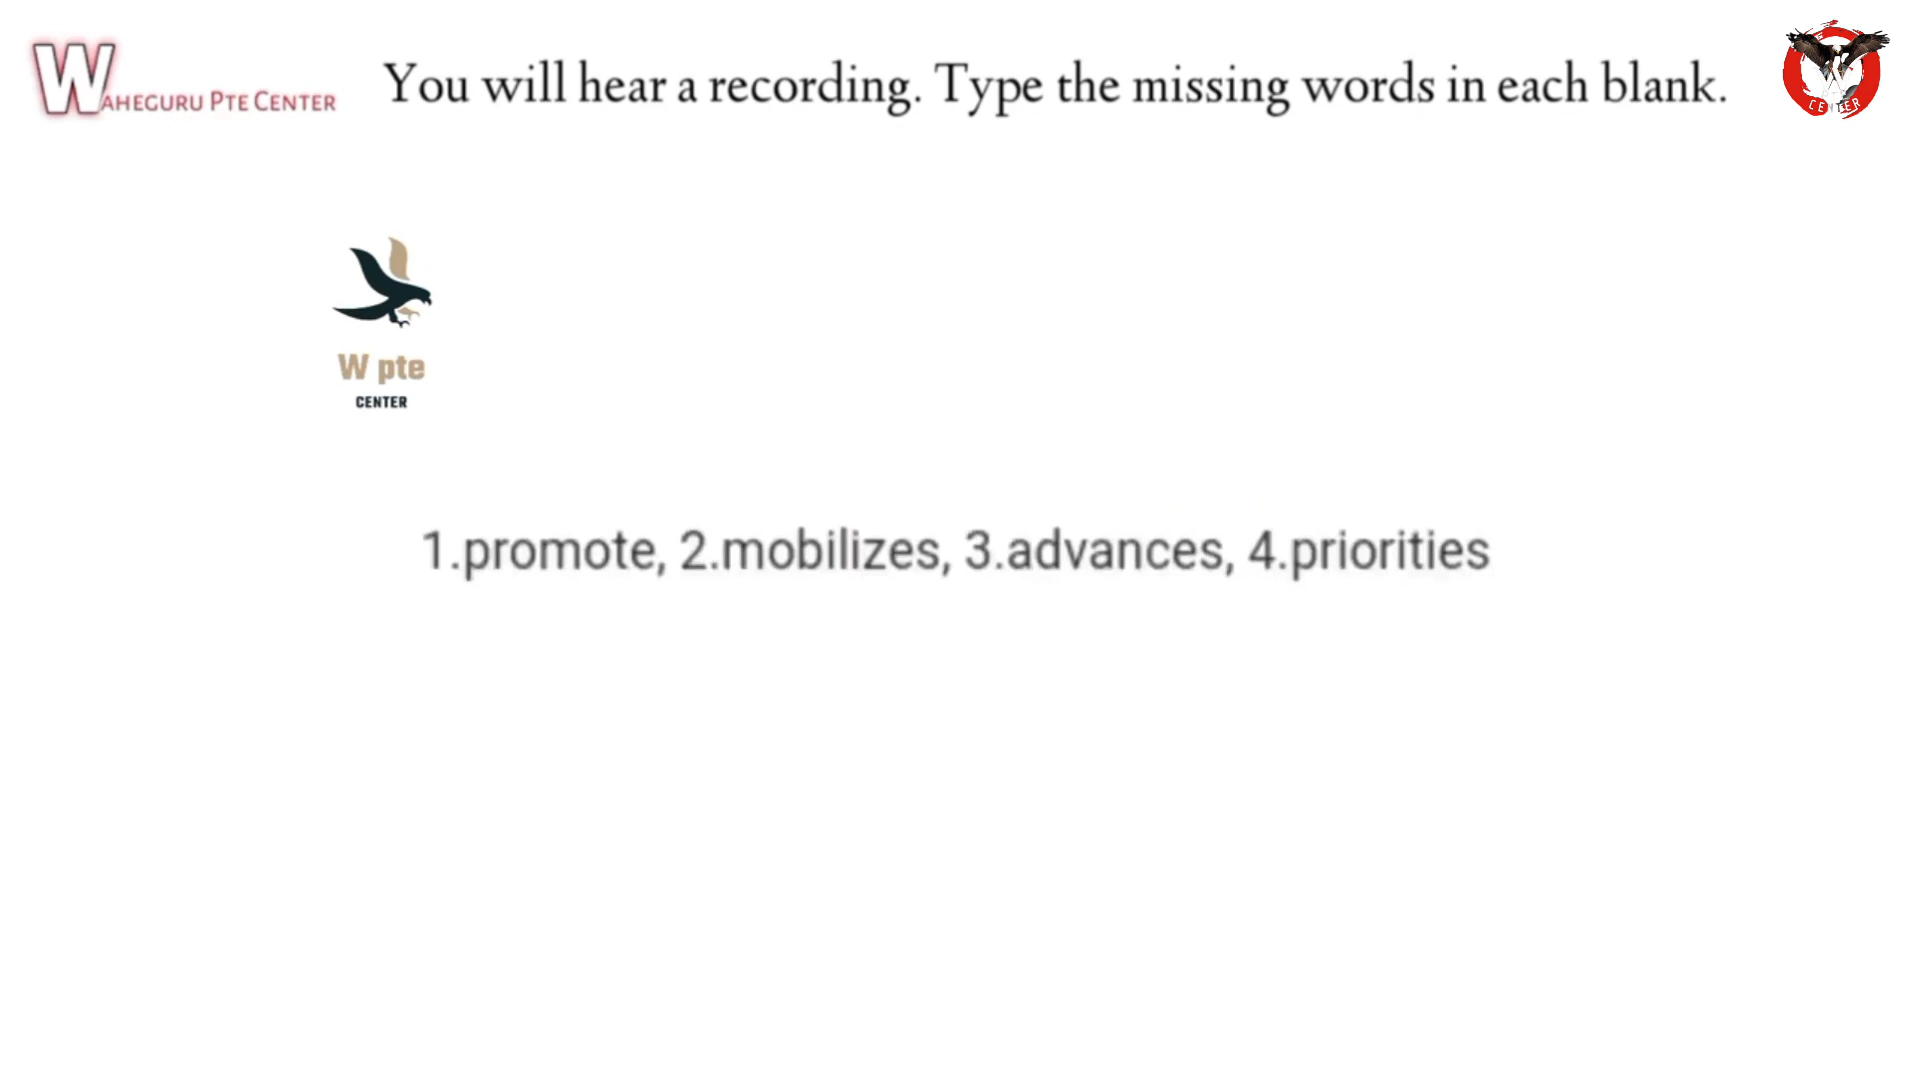 WAHEGURU PTE CENTER
You will hear a recording. Type the missing words in each blank.
CENTER
W pte
CENTER
1.promote, 2.mobilizes, 3.advances, 4.priorities